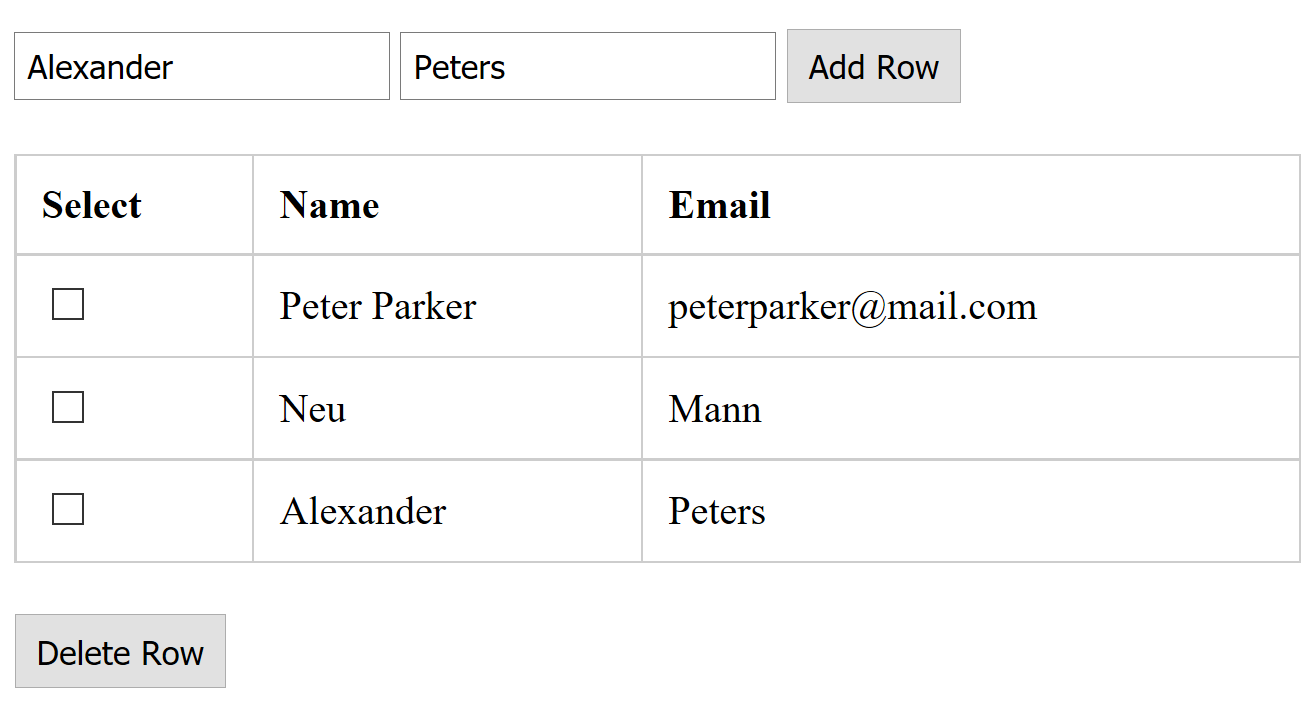 Alexander Peters Add Row
Select Name Email
Peter Parker peterparker@mail.com
Neu Mann
Alexander Peters
Delete Row